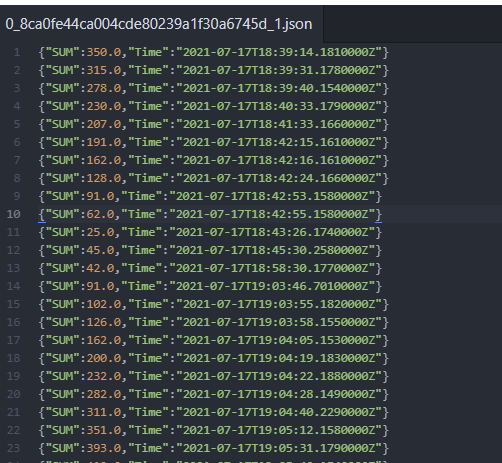 0_8ca0fe44ca004cde80239a1f30a6745d_1.json
1 {"SUM":350.0,"Time":"2021-07-17T18:39:14.1810000Z"}
2 {"SUM":315.0,"Time":"2021-07-17T18:39:31.1780000Z"}
3 {"SUM":278.0,"Time":"2021-07-17T18:39:40.1540000Z"}
4 {"SUM":230.0,"Time":"2021-07-17T18:40:33.1790000Z"}
5 {"SUM":207.0,"Time":"2021-07-17T18:41:33.1660000Z"}
6 {"SUM":191.0,"Time":"2021-07-17T18:42:15.1610000Z"}
7 {"SUM":162.0,"Time":"2021-07-17T18:42:16.1610000Z"}
8 {"SUM":128.0,"Time":"2021-07-17T18:42:24.1660000Z"}
9 {"SUM":91.0,"Time":"2021-07-17T18:42:53.1580000Z"}
10 {"SUM":62.0,"Time":"2021-07-17T18:42:55.1580000Z"}
11 {"SUM":25.0,"Time":"2021-07-17T18:43:26.1740000Z"}
12 {"SUM":45.0,"Time":"2021-07-17T18:45:30.2580000Z"}
13 {"SUM":42.0,"Time":"2021-07-17T18:58:30.1770000Z"}
14 {"SUM":91.0,"Time":"2021-07-17T19:03:46.7010000Z"}
15 {"SUM":102.0,"Time":"2021-07-17T19:03:55.1820000Z"}
16 {"SUM":126.0,"Time":"2021-07-17T19:03:58.1550000Z"}
17 {"SUM":162.0,"Time":"2021-07-17T19:04:05.1530000Z"}
18 {"SUM":200.0,"Time":"2021-07-17T19:04:19.1830000Z"}
19 {"SUM":232.0,"Time":"2021-07-17T19:04:22.1880000Z"}
20 {"SUM":282.0,"Time":"2021-07-17T19:04:28.1490000Z"}
21 {"SUM":311.0,"Time":"2021-07-17T19:04:40.2290000Z"}
22 {"SUM":351.0,"Time":"2021-07-17T19:05:12.1580000Z"}
23 {"SUM":393.0,"Time":"2021-07-17T19:05:31.1790000Z"}